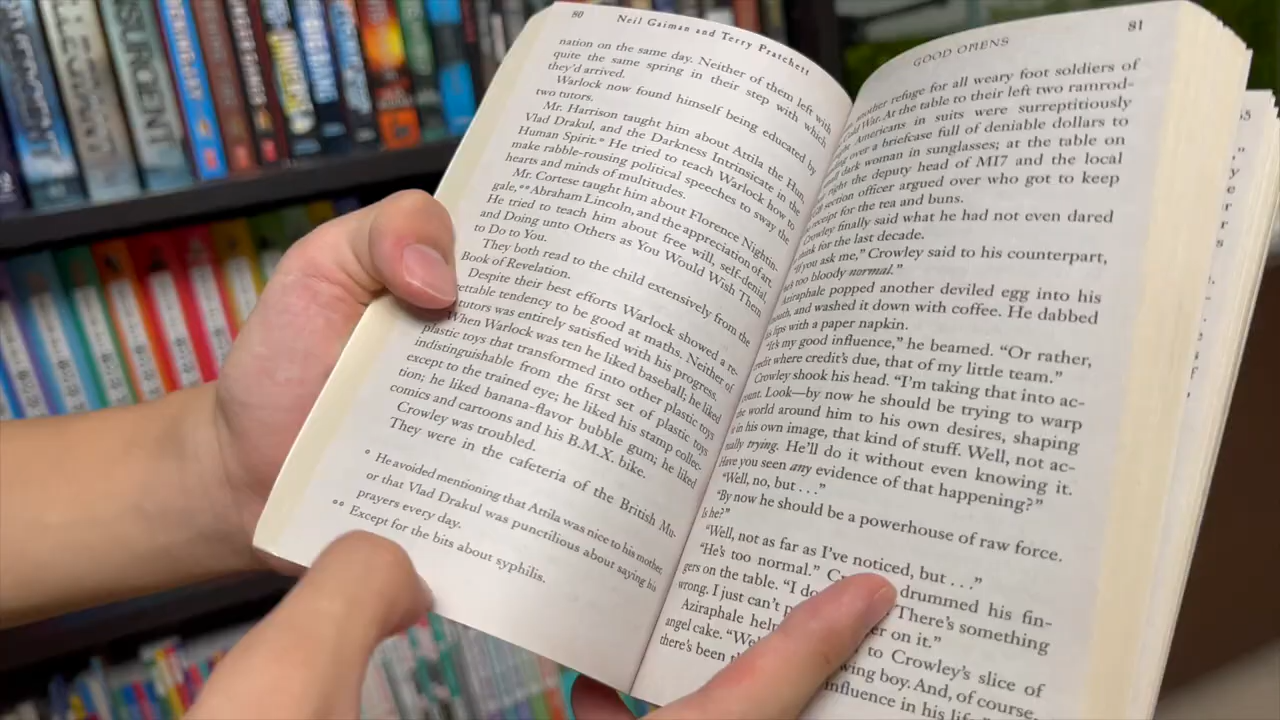 80
Neil Gaiman and Terry Pratchett
nation on the same day. Neither of them left with
quite the same spring in their step with which
they'd arrived.
Warlock now found himself being educated by
two tutors.
Mr. Harrison taught him about Attila the Hun,
Vlad Drakul, and the Darkness Intrinsicate in the
Human Spirit.* He tried to teach Warlock how to
make rabble-rousing political speeches to sway the
hearts and minds of multitudes.
Mr. Cortese taught him about Florence Nightin-
gale,** Abraham Lincoln, and the appreciation of art.
He tried to teach him about free will, self-denial,
and Doing unto Others as You Would Wish Them
to Do to You.
They both read to the child extensively from the
Book of Revelation.
Despite their best efforts Warlock showed a re-
ettable tendency to be good at maths. Neither of
tutors was entirely satisfied with his progress.
When Warlock was ten he liked baseball; he liked
plastic toys that transformed into other plastic toys
indistinguishable from the first set of plastic toys
except to the trained eye; he liked his stamp collec-
tion; he liked banana-flavor bubble gum; he liked
comics and cartoons and his B.M.X. bike.
Crowley was troubled.
They were in the cafeteria of the British Mu-
* He avoided mentioning that Attila was nice to his mother,
or that Vlad Drakul was punctilious about saying his
prayers every day.
** Except for the bits about syphilis.
GOOD OMENS
81
another refuge for all weary foot soldiers of
Cold War. At the table to their left two ramrod-
Americans in suits were surreptitiously
over a briefcase full of deniable dollars to
dark woman in sunglasses; at the table on
right the deputy head of MI7 and the local
section officer argued over who got to keep
receipt for the tea and buns.
Crowley finally said what he had not even dared
think for the last decade.
"If you ask me," Crowley said to his counterpart,
too bloody normal."
Aziraphale popped another deviled egg into his
mouth, and washed it down with coffee. He dabbed
lips with a paper napkin.
"It's my good influence," he beamed. "Or rather,
credit where credit's due, that of my little team."
Crowley shook his head. "I'm taking that into ac-
count. Look—by now he should be trying to warp
the world around him to his own desires, shaping
it in his own image, that kind of stuff. Well, not ac-
tually trying. He'll do it without even knowing it.
Have you seen any evidence of that happening?"
"Well, no, but . . ."
"By now he should be a powerhouse of raw force.
Is he?"
"Well, not as far as I've noticed, but . . ."
"He's too normal." drummed his fin-
gers on the table. "I do There's something
wrong. I just can't p er on it."
Aziraphale help to Crowley's slice of
angel cake. "We wing boy. And, of course,
there's been influence in his life
INSURGENT